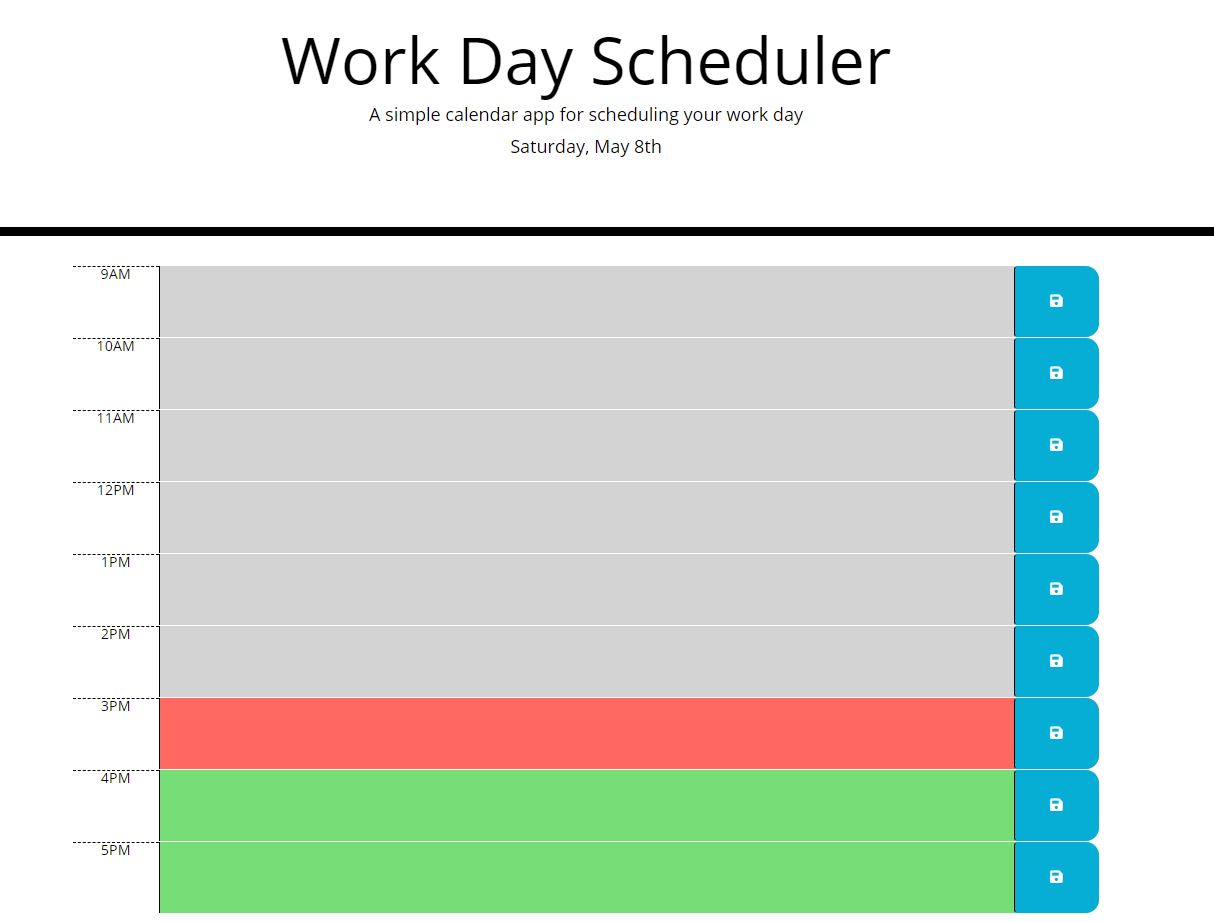 Work Day Scheduler
A simple calendar app for scheduling your work day
Saturday, May 8th
9AM
10AM
11AM
12PM
1PM
2PM
3PM
4PM
5PM